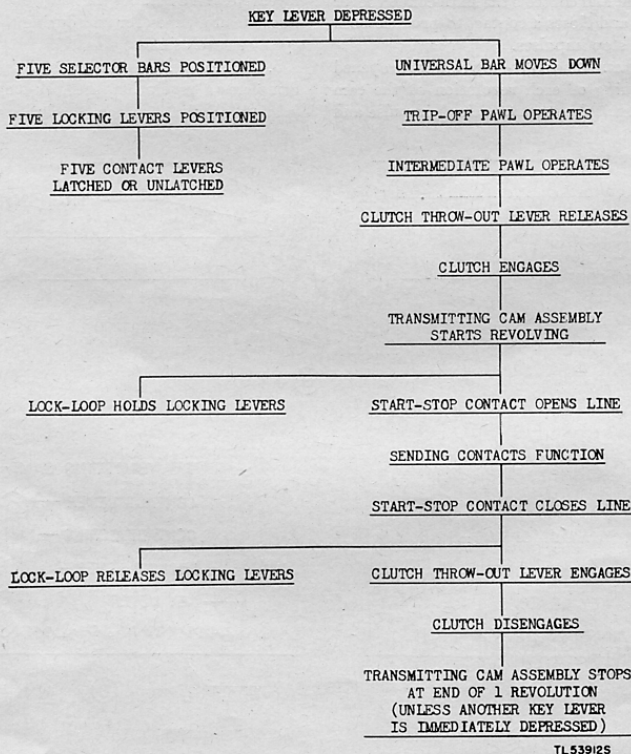 KEY LEVER DEPRESSED
FIVE SELECTOR BARS POSITIONED
UNIVERSAL BAR MOVES DOWN
FIVE LOCKING LEVERS POSITIONED
TRIP-OFF PAWL OPERATES
FIVE CONTACT LEVERS
LATCHED OR UNLATCHED
INTERMEDIATE PAWL OPERATES
CLUTCH THROW-OUT LEVER RELEASES
CLUTCH ENGAGES
TRANSMITTING CAM ASSEMBLY
STARTS REVOLVING
LOCK-LOOP HOLDS LOCKING LEVERS
START-STOP CONTACT OPENS LINE
SENDING CONTACTS FUNCTION
START-STOP CONTACT CLOSES LINE
LOCK-LOOP RELEASES LOCKING LEVERS
CLUTCH THROW-OUT LEVER ENGAGES
CLUTCH DISENGAGES
TRANSMITTING CAM ASSEMBLY STOPS
AT END OF 1 REVOLUTION
(UNLESS ANOTHER KEY LEVER
IS IMMEDIATELY DEPRESSED)
TL53912S